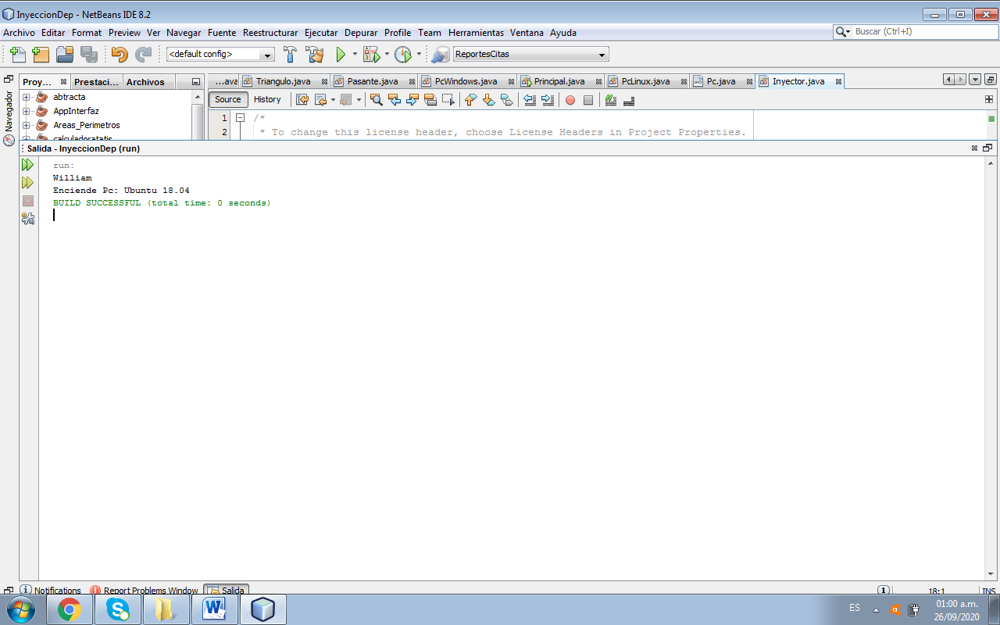 InyeccionDep - NetBeans IDE 8.2
Archivo Editar Format Preview Ver Navegar Fuente Reestructurar Ejecutar Depurar Profile Team Herramientas Ventana Ayuda
Buscar (Ctrl+I)
<default config>
ReportesCitas
Navegador
Proy... Prestaci... Archivos
abtracta
AppInterfaz
Areas_Perimetros
calculadoratatis
...ava Triangulo.java Pasante.java PcWindows.java Principal.java PcLinux.java Pc.java Inyector.java
Source History
1 /*
2 * To change this license header, choose License Headers in Project Properties.
Salida - InyeccionDep (run)
run:
William
Enciende Pc: Ubuntu 18.04
BUILD SUCCESSFUL (total time: 0 seconds)
Notifications Report Problems Window Salida
1 18:1 INS
ES
01:00 a.m.
26/09/2020